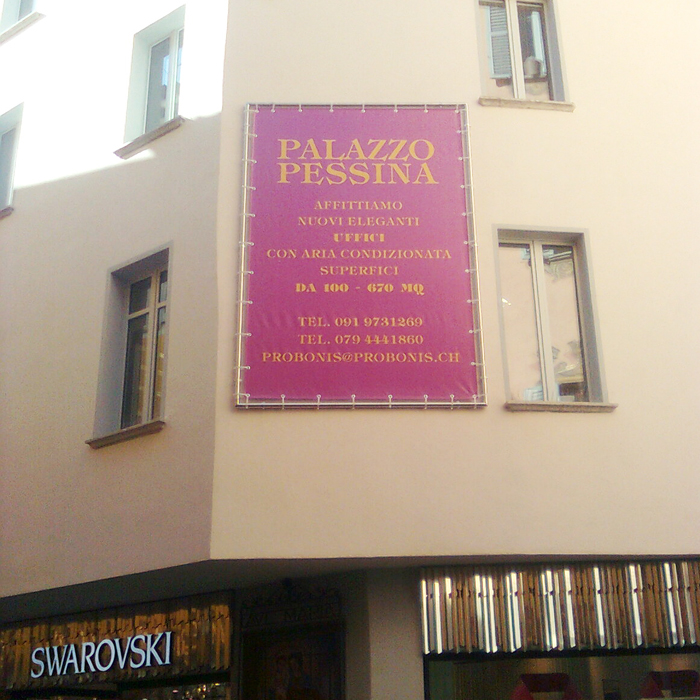 PALAZZO
PESSINA
AFFITTIAMO
NUOVI ELEGANTI
UFFICI
CON ARIA CONDIZIONATA
SUPERFICI
DA 100 - 670 MQ
TEL. 091 9731269
TEL. 079 4441860
PROBONIS@PROBONIS.CH
SWAROVSKI